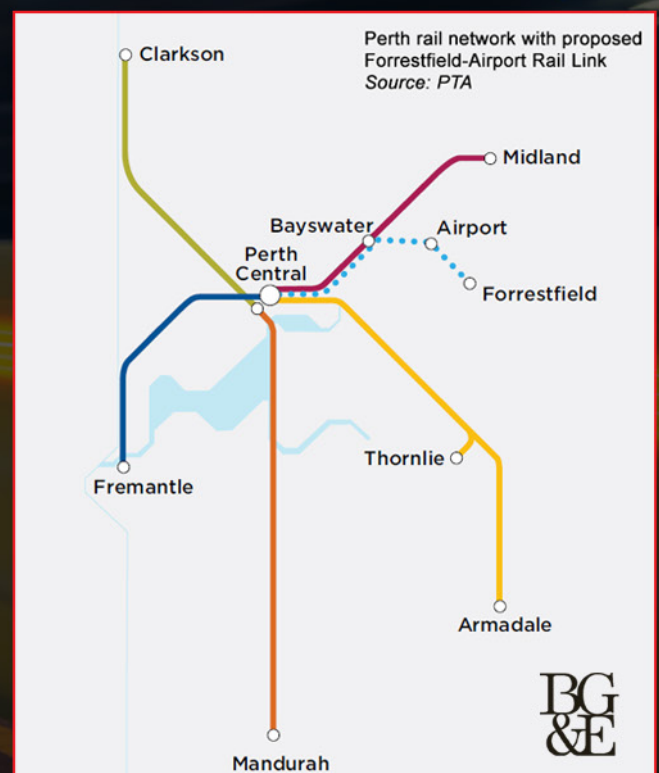 Perth rail network with proposed
Forrestfield-Airport Rail Link
Source: PTA
Clarkson
Midland
Bayswater
Airport
Perth
Central
Forrestfield
Thornlie
Fremantle
Armadale
Mandurah
BG
&E